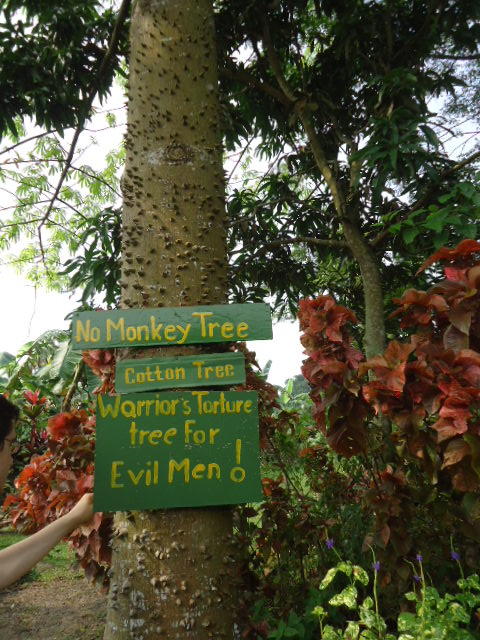 No Monkey Tree
Cotton Tree
Warrior's Torture
tree For
Evil Men!